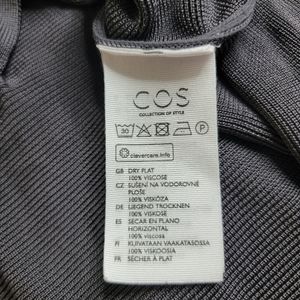 COS
COLLECTION OF STYLE
30
P
clevercare.info
GB DRY FLAT
100% VISCOSE
CZ SUŠENÍ NA VODOROVNÉ
PLOŠE
100% VISKÓZA
DE LIEGEND TROCKNEN
100% VISKOSE
ES SECAR EN PLANO
HORIZONTAL
100% viscosa
FI KUIVATAAN VAAKATASOSSA
100% VISKOOSIA
FR SÉCHER À PLAT